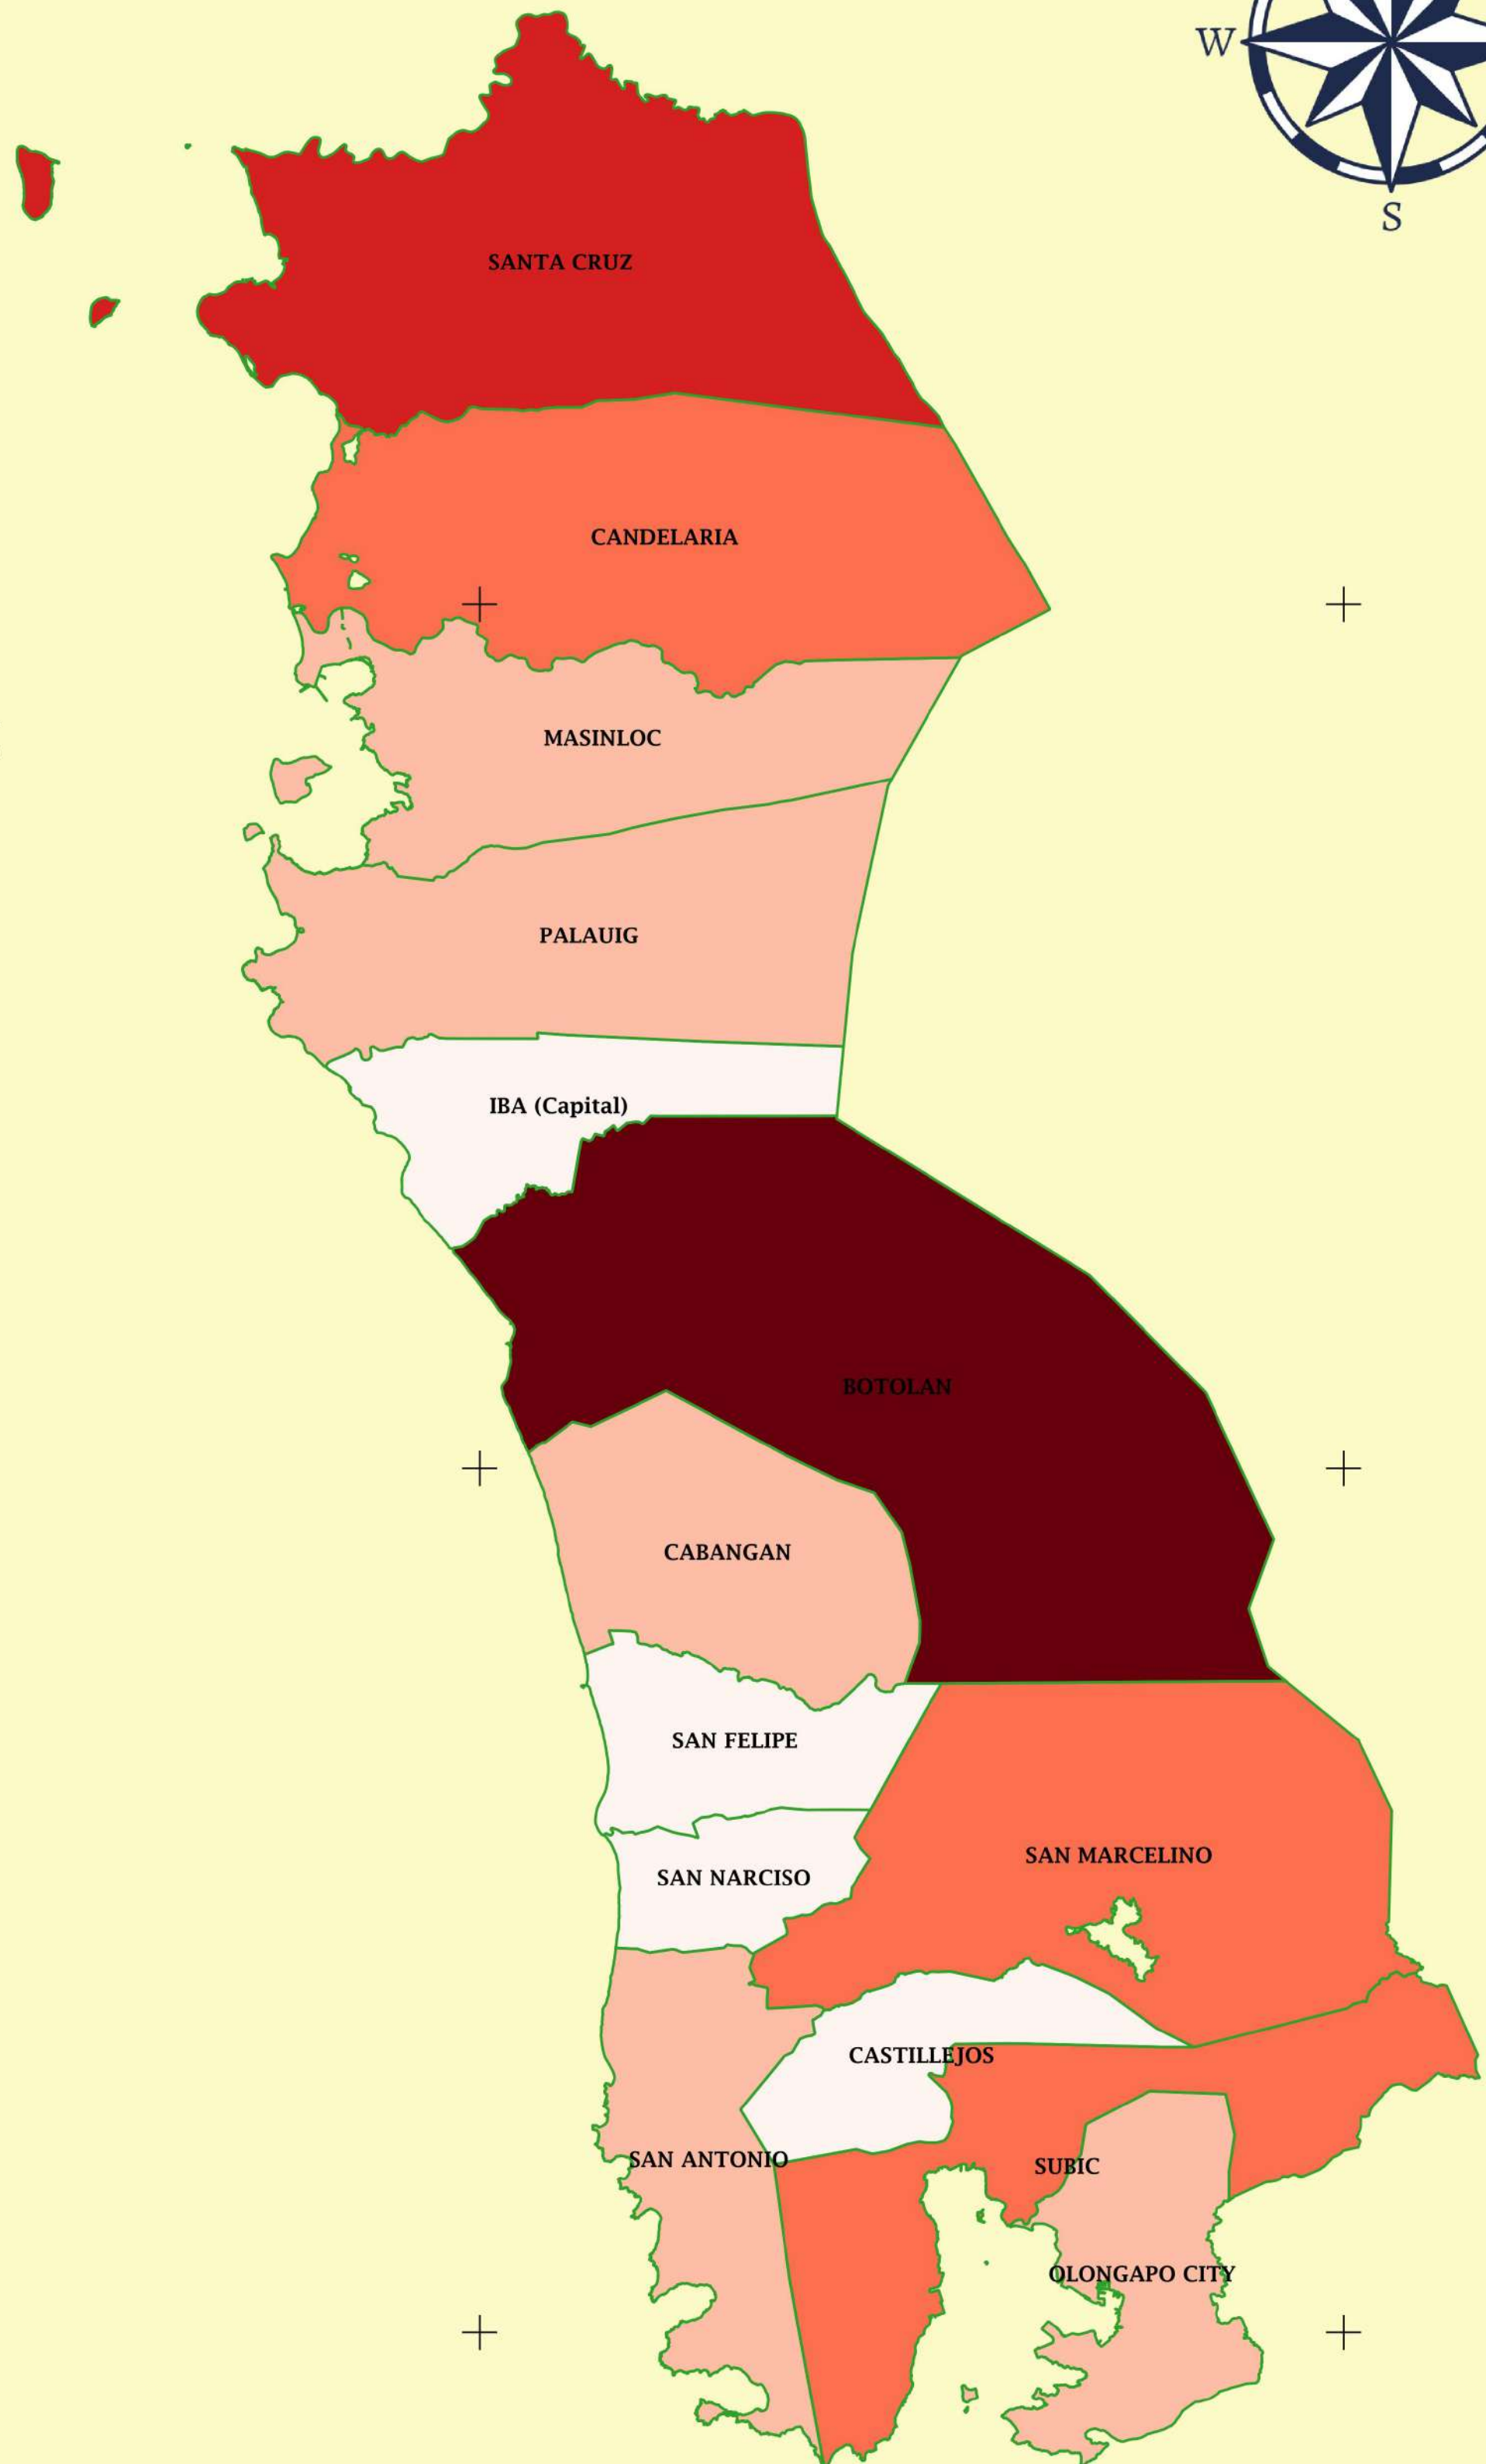 W
S
SANTA CRUZ
CANDELARIA
MASINLOC
PALAUIG
IBA (Capital)
BOTOLAN
CABANGAN
SAN FELIPE
SAN MARCELINO
SAN NARCISO
CASTILLEJOS
SAN ANTONIO
SUBIC
OLONGAPO CITY